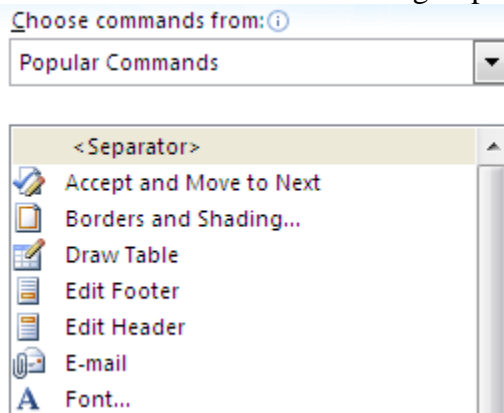 Choose commands from:
Popular Commands
<Separator>
Accept and Move to Next
Borders and Shading...
Draw Table
Edit Footer
Edit Header
E-mail
Font...